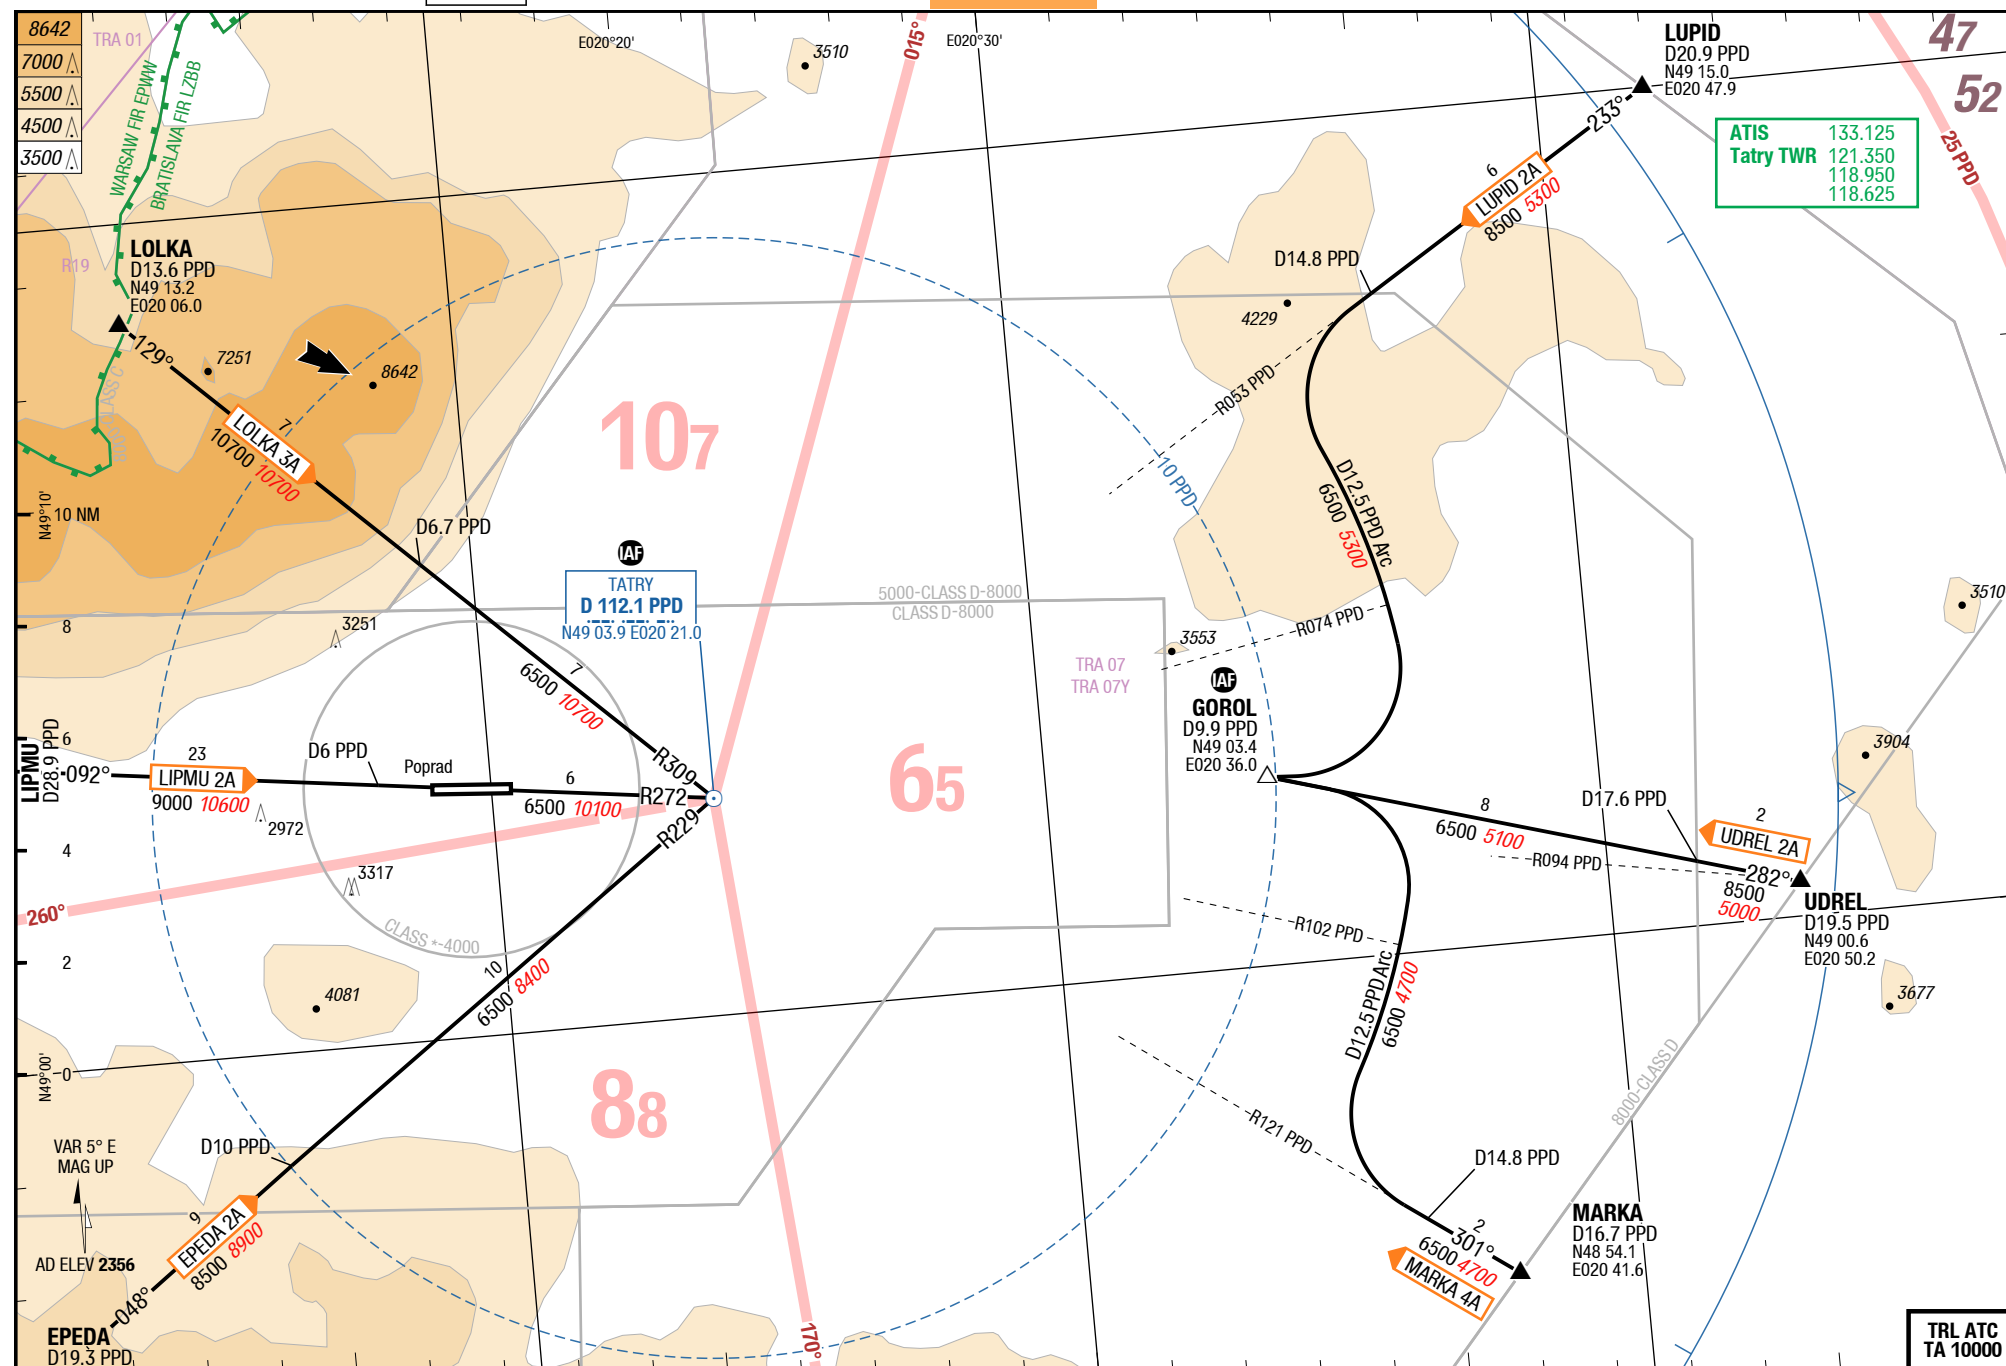 8642
7000
5500
4500
3500
TRA 01
WARSAW FIR EPWW
BRATISLAVA FIR LZBB
E020°20'
3510
015°
E020°30'
LUPID
D20.9 PPD
N49 15.0
E020 47.9
47
52
25 PPD
ATIS 133.125
Tatry TWR 121.350
118.950
118.625
233°
6
LUPID 2A
8500 5300
D14.8 PPD
4229
R053 PPD
LOLKA
D13.6 PPD
N49 13.2
E020 06.0
R19
129°
7251
8642
CLASS C
7
LOLKA 3A
10700 10700
107
10 PPD
D12.5 PPD Arc
6500 5300
N49°10'
10 NM
D6.7 PPD
IAF
TATRY
D 112.1 PPD
N49 03.9 E020 21.0
5000-CLASS D-8000
CLASS D-8000
3510
8
3251
7
6500 10700
R074 PPD
3553
TRA 07
TRA 07Y
IAF
GOROL
D9.9 PPD
N49 03.4
E020 36.0
3904
LIPMU
D28.9 PPD
6
092°
23
LIPMU 2A
9000 10600
D6 PPD
Poprad
6
6500 10100
R309
R272
R229
65
8
6500 5100
D17.6 PPD
2
UDREL 2A
R094 PPD
282°
8500
5000
UDREL
D19.5 PPD
N49 00.6
E020 50.2
2972
4
3317
260°
CLASS *-4000
2
4081
10
6500 8400
R102 PPD
D12.5 PPD Arc
6500 4700
3677
N49°00'
0
88
R121 PPD
8000-CLASS D
VAR 5° E
MAG UP
D10 PPD
D14.8 PPD
MARKA
D16.7 PPD
N48 54.1
E020 41.6
2
301°
6500 4700
MARKA 4A
AD ELEV 2356
9
EPEDA 2A
8500 8900
048°
EPEDA
D19.3 PPD
170°
TRL ATC
TA 10000